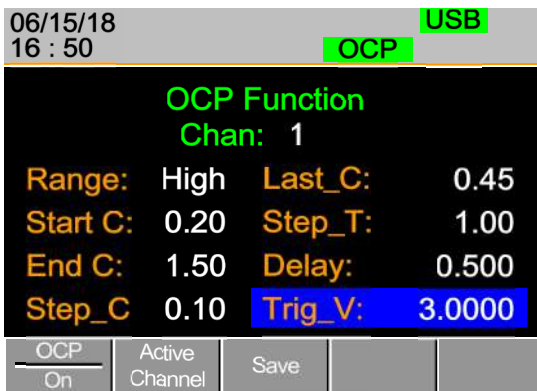 06/15/18 USB
16 : 50 OCP
OCP Function
Chan: 1
Range: High Last_C: 0.45
Start C: 0.20 Step_T: 1.00
End C: 1.50 Delay: 0.500
Step_C 0.10 Trig_V: 3.0000
OCP Active Save
On Channel